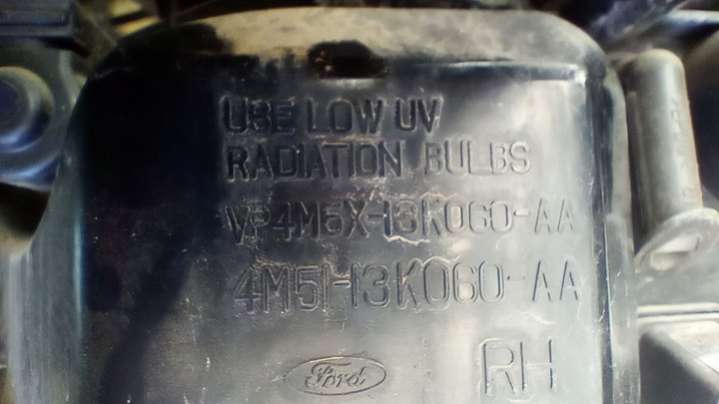 USE LOW UV
RADIATION BULBS
VP4M5X-13K060-AA
4M51-13K060-AA
Ford RH